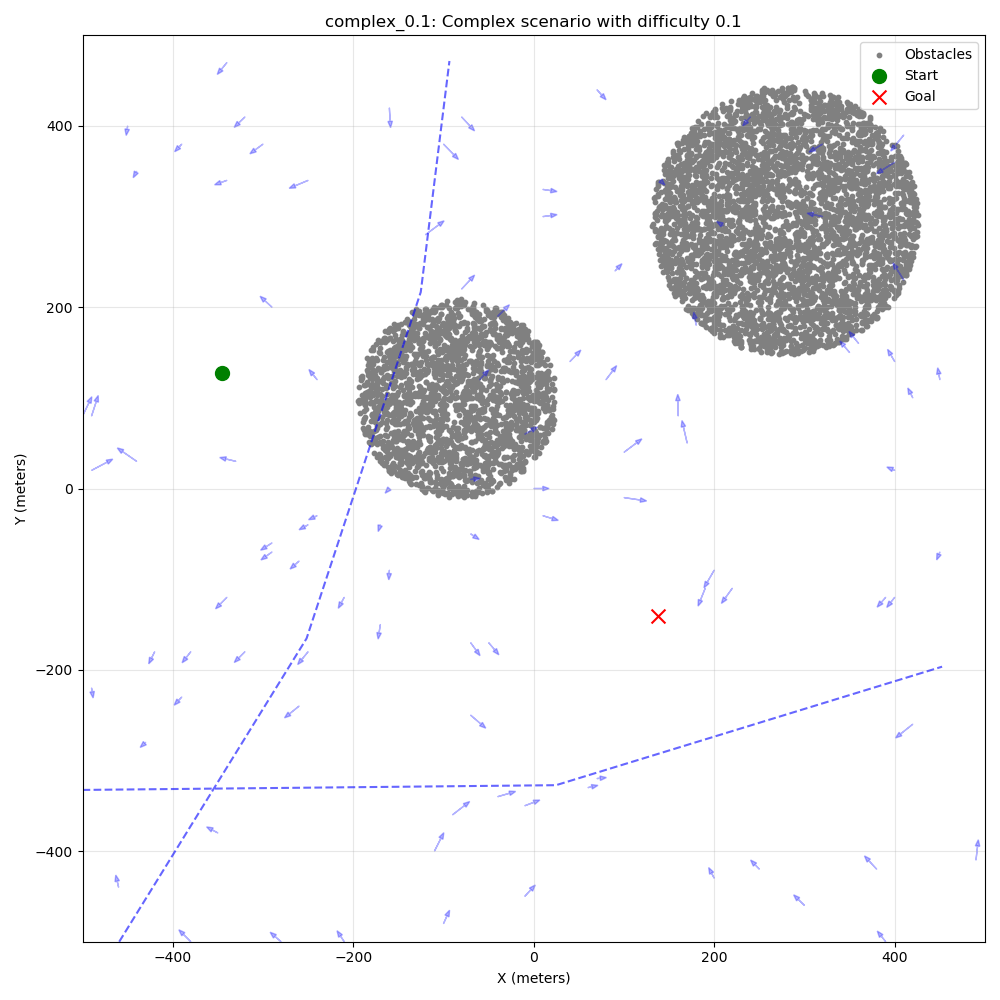 complex_0.1: Complex scenario with difficulty 0.1
Obstacles
Start
Goal
400
200
0
−200
−400
Y (meters)
−400
−200
0
200
400
X (meters)